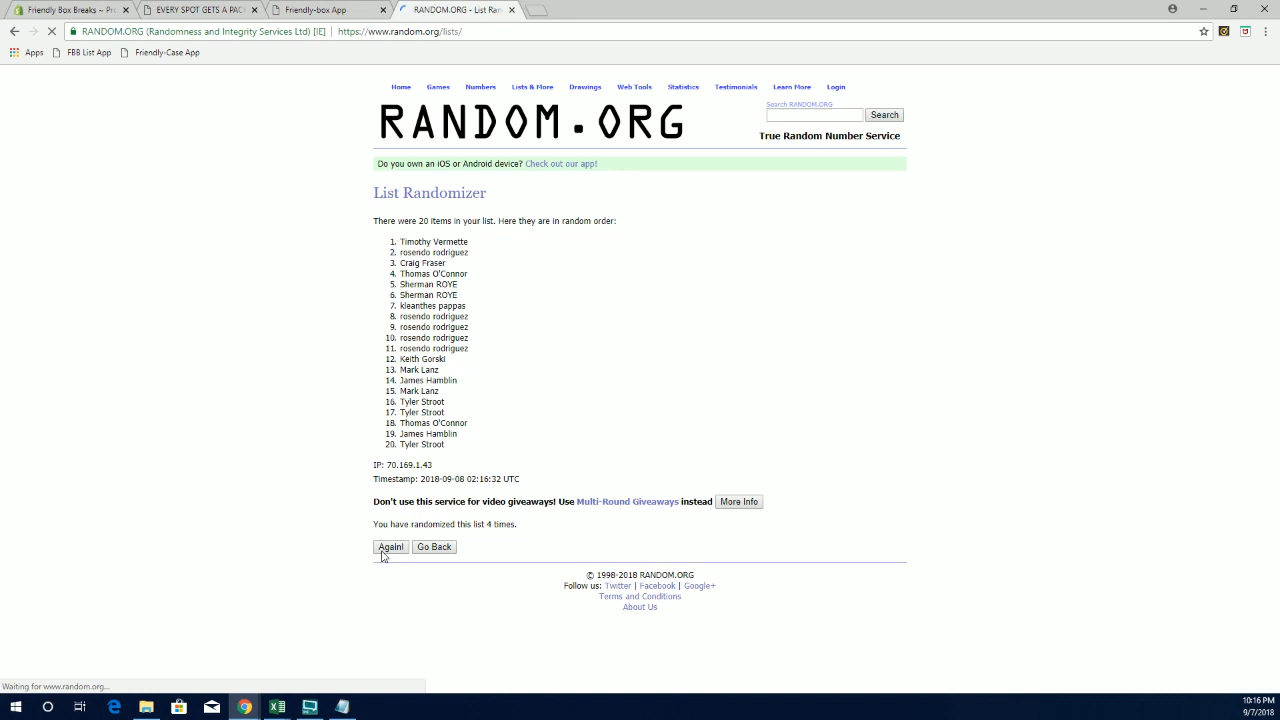 Friendly Box Breaks ~ Pr
EVERY SPOT GETS A PAC
Friendly-box App
RANDOM.ORG - List Ran
RANDOM.ORG (Randomness and Integrity Services Ltd) [IE] | https://www.random.org/lists/
Apps FBB List App Friendly-Case App
Home Games Numbers Lists & More Drawings Web Tools Statistics Testimonials Learn More Login
RANDOM.ORG
Search RANDOM.ORG
Search
True Random Number Service
Do you own an iOS or Android device? Check out our app!
List Randomizer
There were 20 items in your list. Here they are in random order:
1. Timothy Vermette
2. rosendo rodriguez
3. Craig Fraser
4. Thomas O'Connor
5. Sherman ROYE
6. Sherman ROYE
7. kleanthes pappas
8. rosendo rodriguez
9. rosendo rodriguez
10. rosendo rodriguez
11. rosendo rodriguez
12. Keith Gorski
13. Mark Lanz
14. James Hamblin
15. Mark Lanz
16. Tyler Stroot
17. Tyler Stroot
18. Thomas O'Connor
19. James Hamblin
20. Tyler Stroot
IP: 70.169.1.43
Timestamp: 2018-09-08 02:16:32 UTC
Don't use this service for video giveaways! Use Multi-Round Giveaways instead More Info
You have randomized this list 4 times.
Again! Go Back
© 1998-2018 RANDOM.ORG
Follow us: Twitter | Facebook | Google+
Terms and Conditions
About Us
Waiting for www.random.org...
10:16 PM
9/7/2018